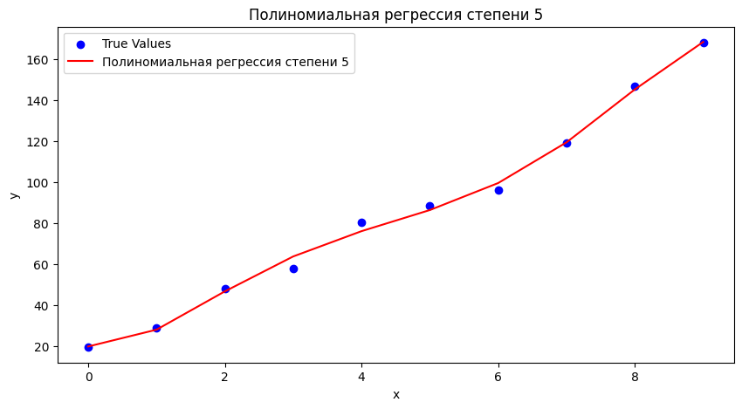 Полиномиальная регрессия степени 5
True Values
Полиномиальная регрессия степени 5
160
140
120
100
80
60
40
20
y
0 2 4 6 8
x